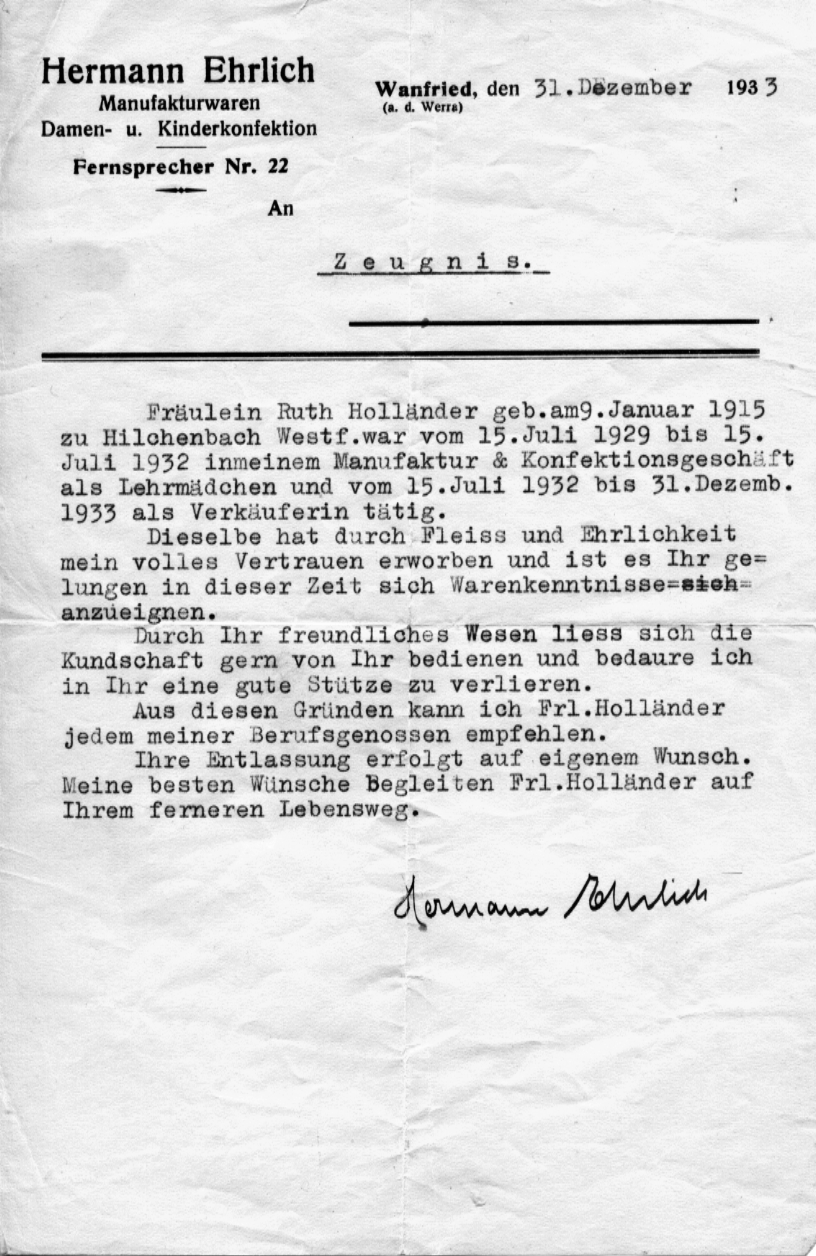 Hermann Ehrlich
Manufakturwaren
Damen- u. Kinderkonfektion
Fernsprecher Nr. 22
Wanfried, den 31.Dezember 1933
(a. d. Werra)
An
Zeugnis.
Fräulein Ruth Holländer geb.am9.Januar 1915
zu Hilchenbach Westf.war vom 15.Juli 1929 bis 15.
Juli 1932 inmeinem Manufaktur & Konfektionsgeschäft
als Lehrmädchen und vom 15.Juli 1932 bis 31.Dezemb.
1933 als Verkäuferin tätig.
Dieselbe hat durch Fleiss und Ehrlichkeit
mein volles Vertrauen erworben und ist es Ihr ge=
lungen in dieser Zeit sich Warenkenntnisse=sich=
anzueignen.
Durch Ihr freundliches Wesen liess sich die
Kundschaft gern von Ihr bedienen und bedaure ich
in Ihr eine gute Stütze zu verlieren.
Aus diesen Gründen kann ich Frl.Holländer
jedem meiner Berufsgenossen empfehlen.
Ihre Entlassung erfolgt auf eigenem Wunsch.
Meine besten Wünsche Begleiten Frl.Holländer auf
Ihrem ferneren Lebensweg.
Hermann Ehrlich